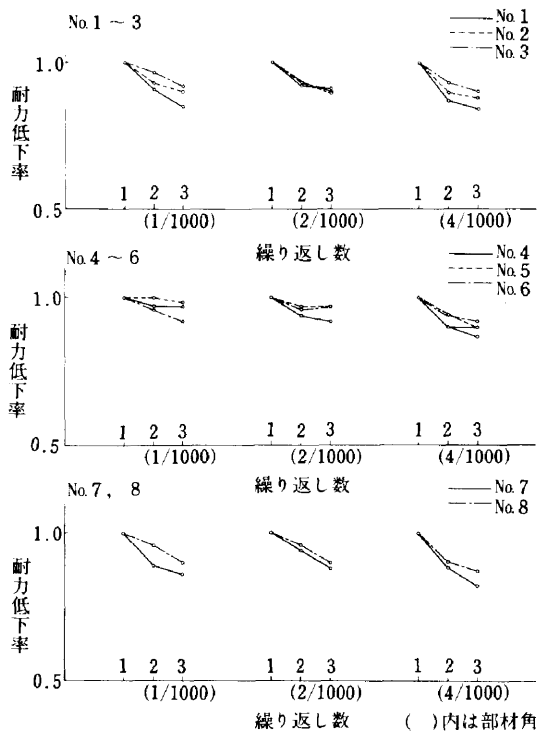 No. 1 ~ 3
No. 1
No. 2
No. 3
耐力低下率
1.0
0.5
1 2 3 1 2 3 1 2 3
(1/1000) (2/1000) (4/1000)
繰り返し数
No. 4 ~ 6
No. 4
No. 5
No. 6
耐力低下率
1.0
0.5
1 2 3 1 2 3 1 2 3
(1/1000) (2/1000) (4/1000)
繰り返し数
No. 7, 8
No. 7
No. 8
耐力低下率
1.0
0.5
1 2 3 1 2 3 1 2 3
(1/1000) (2/1000) (4/1000)
繰り返し数 ( )内は部材角